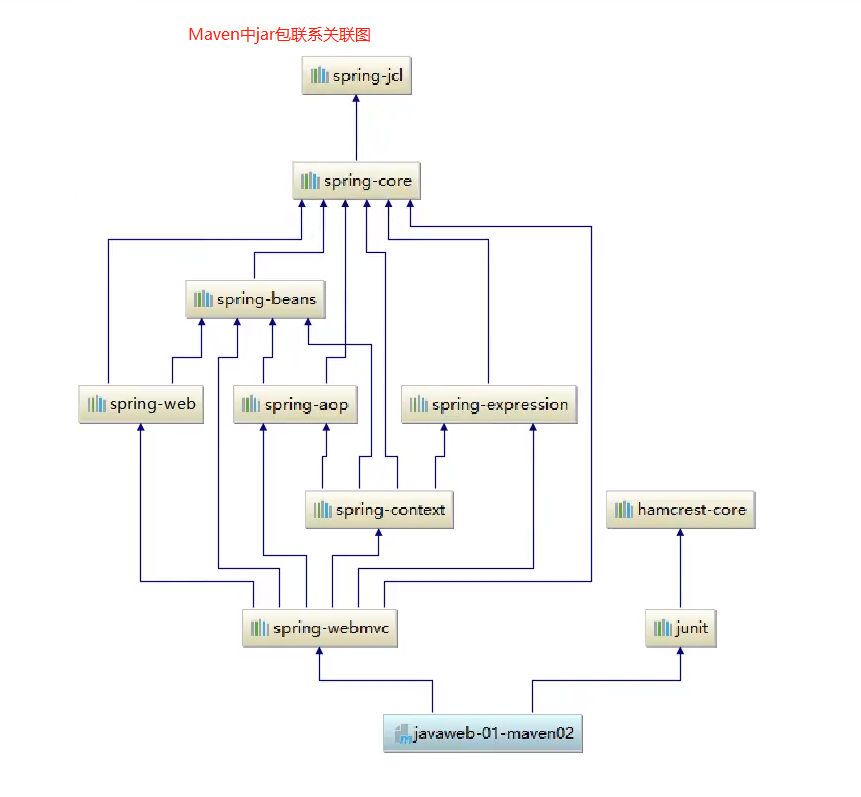 Maven中jar包联系关联图
spring-jcl
spring-core
spring-beans
spring-web
spring-aop
spring-expression
spring-context
hamcrest-core
spring-webmvc
junit
javaweb-01-maven02